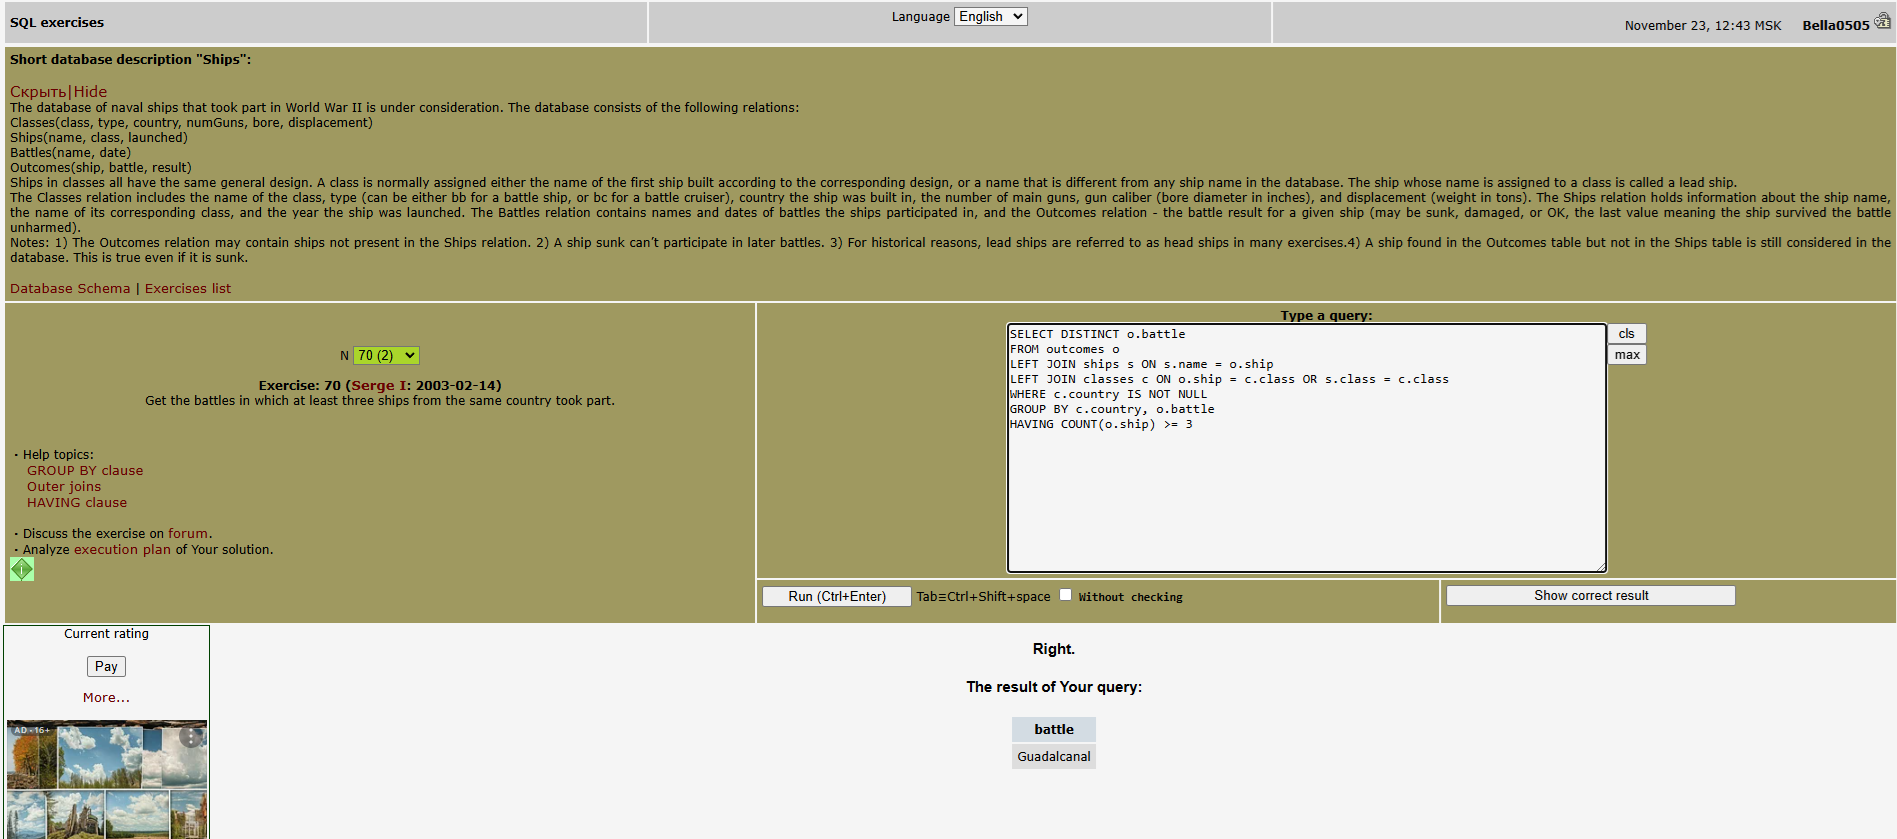 SQL exercises
Language English
November 23, 12:43 MSK Bella0505
Short database description "Ships":
Скрыть|Hide
The database of naval ships that took part in World War II is under consideration. The database consists of the following relations:
Classes(class, type, country, numGuns, bore, displacement)
Ships(name, class, launched)
Battles(name, date)
Outcomes(ship, battle, result)
Ships in classes all have the same general design. A class is normally assigned either the name of the first ship built according to the corresponding design, or a name that is different from any ship name in the database. The ship whose name is assigned to a class is called a lead ship.
The Classes relation includes the name of the class, type (can be either bb for a battle ship, or bc for a battle cruiser), country the ship was built in, the number of main guns, gun caliber (bore diameter in inches), and displacement (weight in tons). The Ships relation holds information about the ship name,
the name of its corresponding class, and the year the ship was launched. The Battles relation contains names and dates of battles the ships participated in, and the Outcomes relation - the battle result for a given ship (may be sunk, damaged, or OK, the last value meaning the ship survived the battle
unharmed).
Notes: 1) The Outcomes relation may contain ships not present in the Ships relation. 2) A ship sunk can't participate in later battles. 3) For historical reasons, lead ships are referred to as head ships in many exercises.4) A ship found in the Outcomes table but not in the Ships table is still considered in the
database. This is true even if it is sunk.
Database Schema | Exercises list
N 70 (2)
Exercise: 70 (Serge I: 2003-02-14)
Get the battles in which at least three ships from the same country took part.
· Help topics:
GROUP BY clause
Outer joins
HAVING clause
· Discuss the exercise on forum.
· Analyze execution plan of Your solution.
Type a query:
SELECT DISTINCT o.battle
FROM outcomes o
LEFT JOIN ships s ON s.name = o.ship
LEFT JOIN classes c ON o.ship = c.class OR s.class = c.class
WHERE c.country IS NOT NULL
GROUP BY c.country, o.battle
HAVING COUNT(o.ship) >= 3
cls
max
Run (Ctrl+Enter) Tab≡Ctrl+Shift+space Without checking
Show correct result
Current rating
Pay
More...
AD · 16+
Right.
The result of Your query:
battle
Guadalcanal